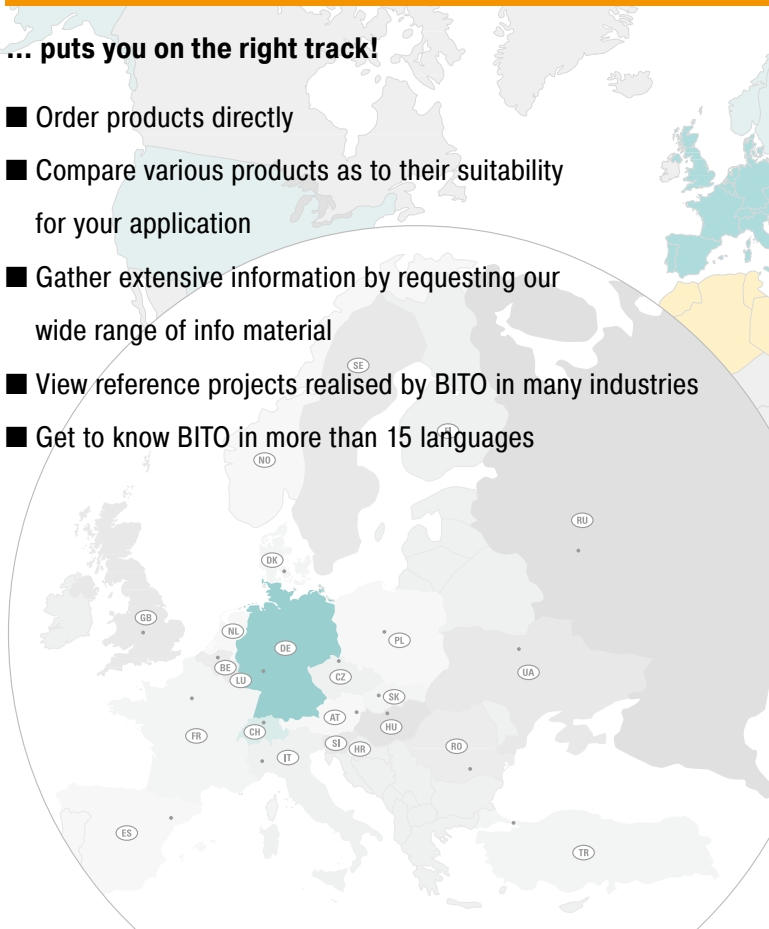 ... puts you on the right track!
■ Order products directly
■ Compare various products as to their suitability
for your application
■ Gather extensive information by requesting our
wide range of info material
■ View reference projects realised by BITO in many industries
■ Get to know BITO in more than 15 languages
SE
NO
RU
DK
GB
NL
DE
PL
BE
LU
CZ
UA
SK
AT
HU
CH
FR
SI
HR
RO
IT
ES
TR